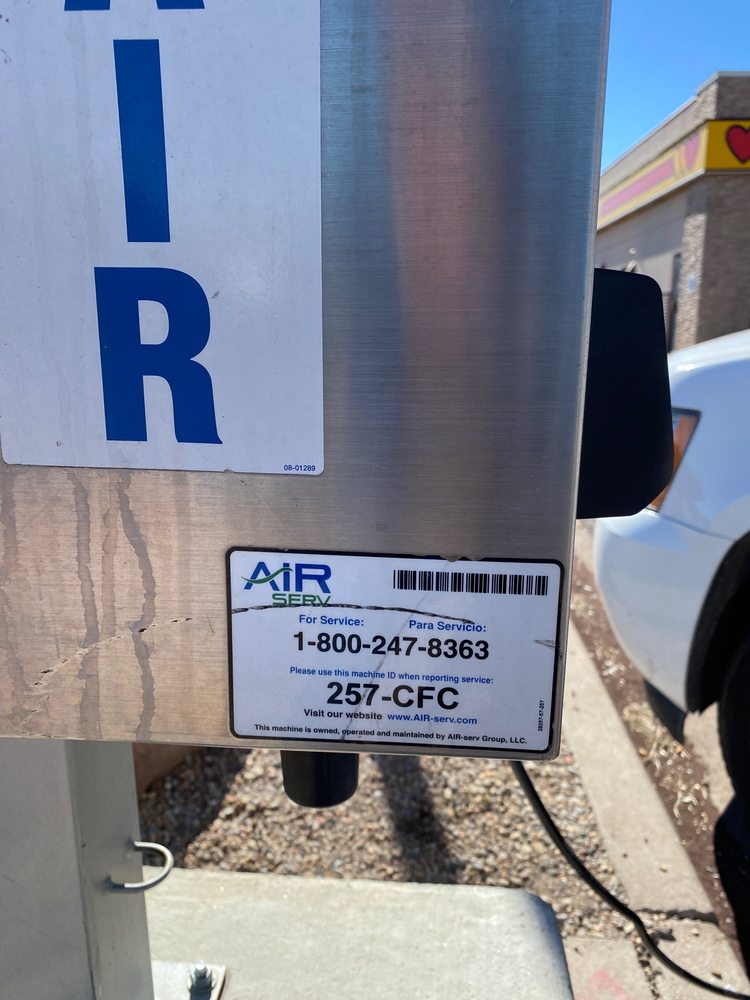 A
I
R
08-01289
AIR
SERV
For Service: Para Servicio:
1-800-247-8363
Please use this machine ID when reporting service:
257-CFC
Visit our website www.AIR-serv.com
This machine is owned, operated and maintained by AIR-serv Group, LLC.